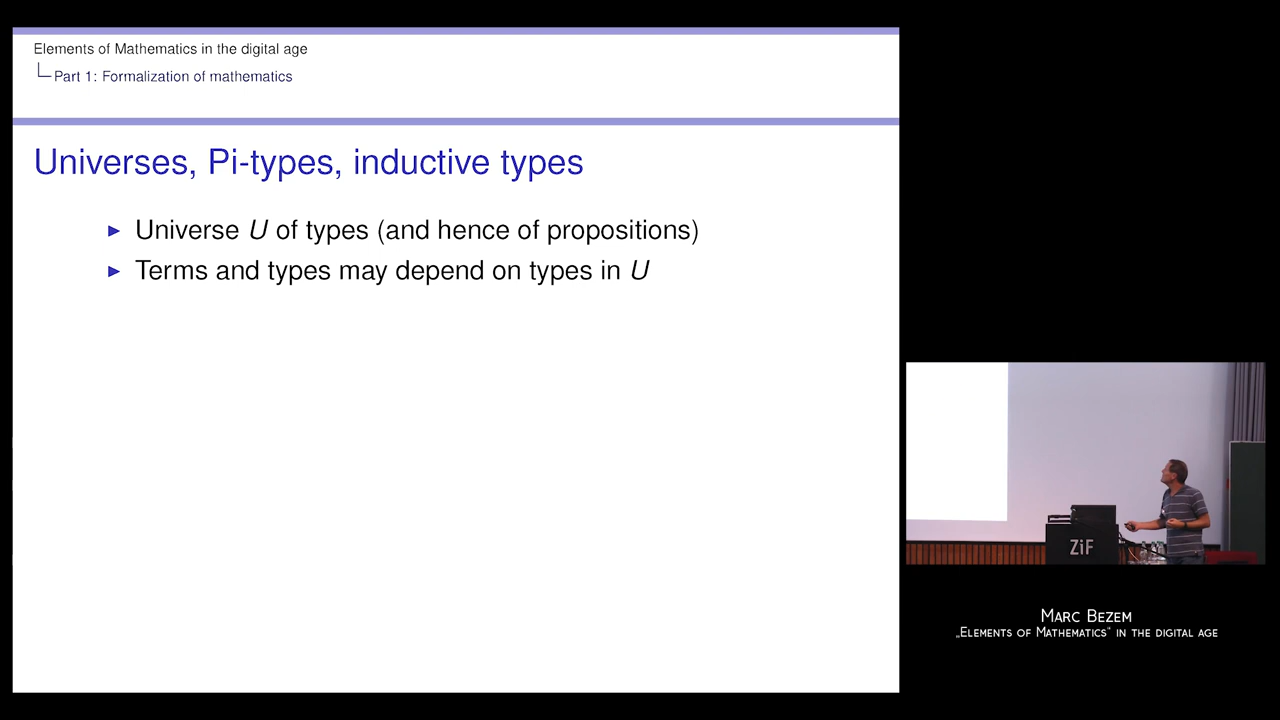 Elements of Mathematics in the digital age
Part 1: Formalization of mathematics
Universes, Pi-types, inductive types
Universe U of types (and hence of propositions)
Terms and types may depend on types in U
ZiF
Marc Bezem
„Elements of Mathematics“ in the digital age